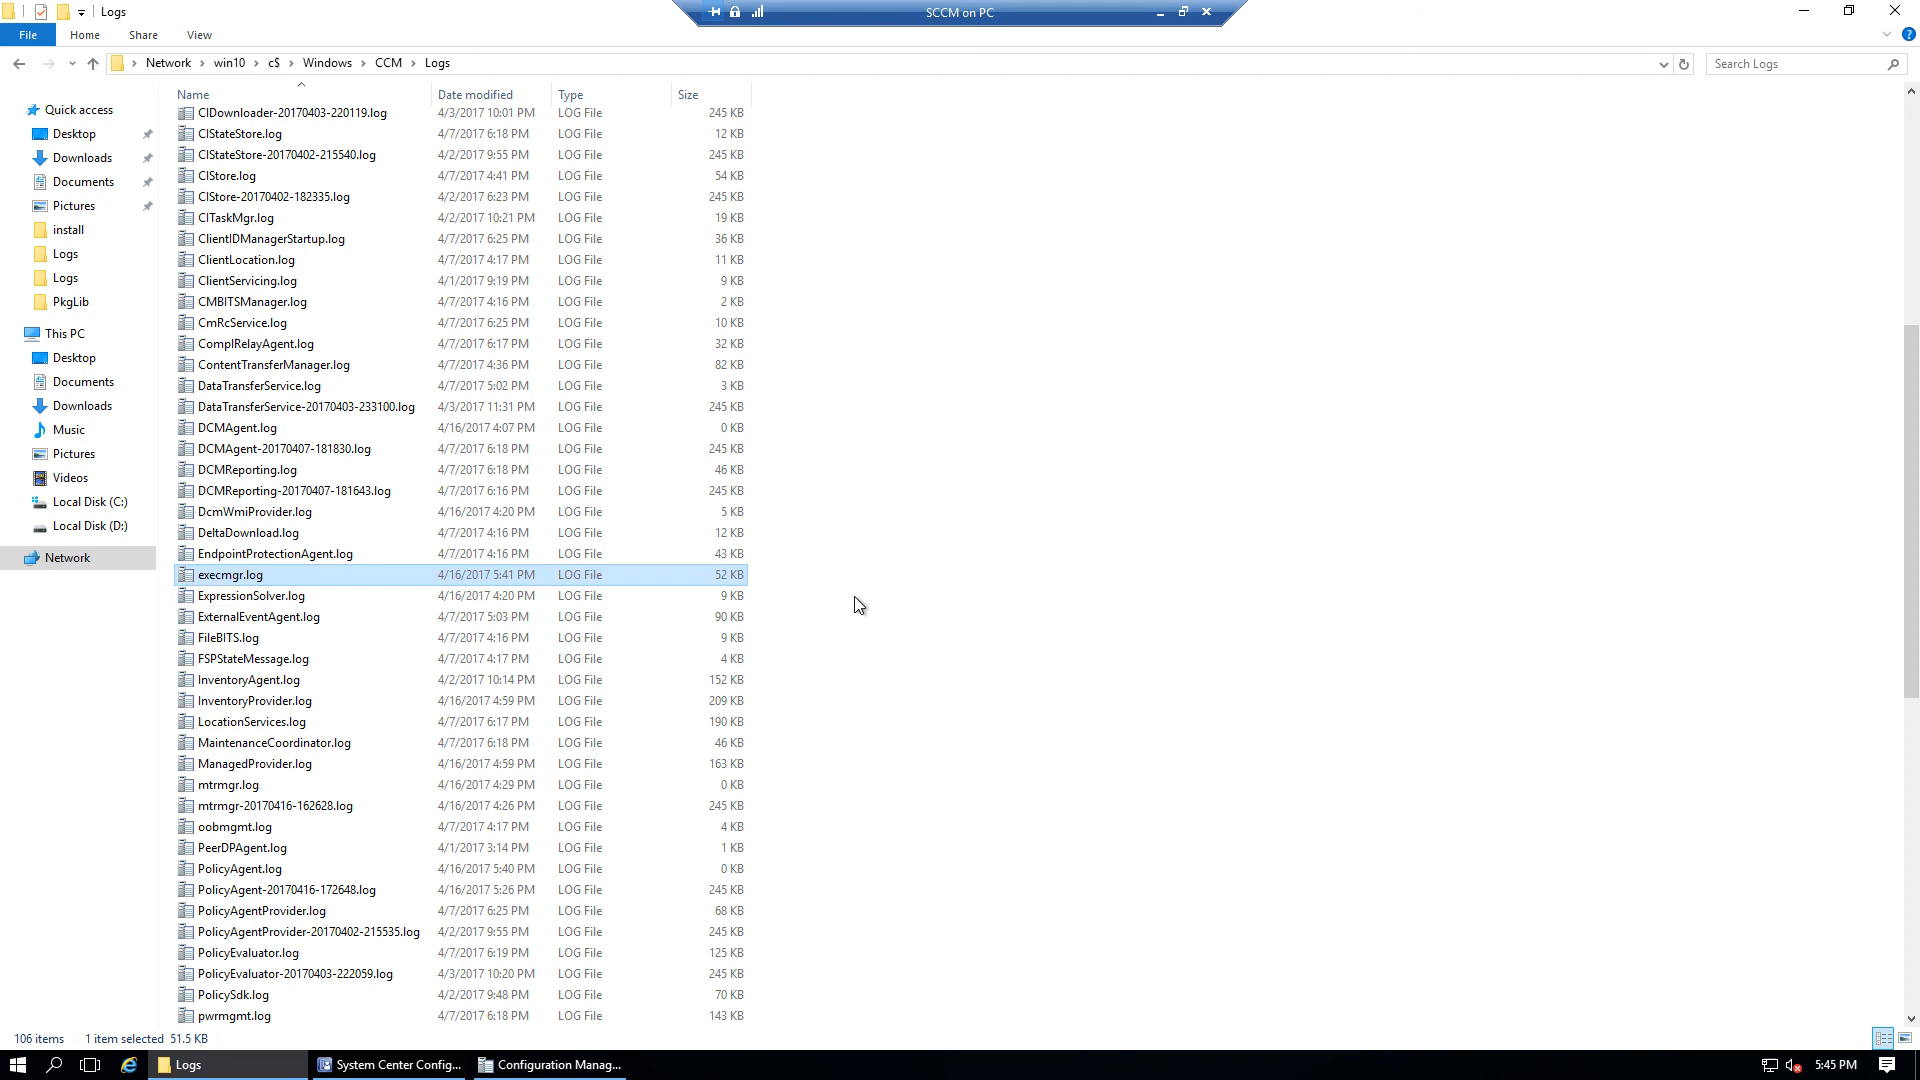 Logs
SCCM on PC
File Home Share View
Network win10 c$ Windows CCM Logs
Search Logs
Quick access
Desktop
Downloads
Documents
Pictures
install
Logs
Logs
PkgLib
This PC
Desktop
Documents
Downloads
Music
Pictures
Videos
Local Disk (C:)
Local Disk (D:)
Network
Name Date modified Type Size
CIDownloader-20170403-220119.log 4/3/2017 10:01 PM LOG File 245 KB
CIStateStore.log 4/7/2017 6:18 PM LOG File 12 KB
CIStateStore-20170402-215540.log 4/2/2017 9:55 PM LOG File 245 KB
CIStore.log 4/7/2017 4:41 PM LOG File 54 KB
CIStore-20170402-182335.log 4/2/2017 6:23 PM LOG File 245 KB
CITaskMgr.log 4/2/2017 10:21 PM LOG File 19 KB
ClientIDManagerStartup.log 4/7/2017 6:25 PM LOG File 36 KB
ClientLocation.log 4/7/2017 4:17 PM LOG File 11 KB
ClientServicing.log 4/1/2017 9:19 PM LOG File 9 KB
CMBITSManager.log 4/7/2017 4:16 PM LOG File 2 KB
CmRcService.log 4/7/2017 6:25 PM LOG File 10 KB
ComplRelayAgent.log 4/7/2017 6:17 PM LOG File 32 KB
ContentTransferManager.log 4/7/2017 4:36 PM LOG File 82 KB
DataTransferService.log 4/7/2017 5:02 PM LOG File 3 KB
DataTransferService-20170403-233100.log 4/3/2017 11:31 PM LOG File 245 KB
DCMAgent.log 4/16/2017 4:07 PM LOG File 0 KB
DCMAgent-20170407-181830.log 4/7/2017 6:18 PM LOG File 245 KB
DCMReporting.log 4/7/2017 6:18 PM LOG File 46 KB
DCMReporting-20170407-181643.log 4/7/2017 6:16 PM LOG File 245 KB
DcmWmiProvider.log 4/16/2017 4:20 PM LOG File 5 KB
DeltaDownload.log 4/7/2017 4:16 PM LOG File 12 KB
EndpointProtectionAgent.log 4/7/2017 4:16 PM LOG File 43 KB
execmgr.log 4/16/2017 5:41 PM LOG File 52 KB
ExpressionSolver.log 4/16/2017 4:20 PM LOG File 9 KB
ExternalEventAgent.log 4/7/2017 5:03 PM LOG File 90 KB
FileBITS.log 4/7/2017 4:16 PM LOG File 9 KB
FSPStateMessage.log 4/7/2017 4:17 PM LOG File 4 KB
InventoryAgent.log 4/2/2017 10:14 PM LOG File 152 KB
InventoryProvider.log 4/16/2017 4:59 PM LOG File 209 KB
LocationServices.log 4/7/2017 6:17 PM LOG File 190 KB
MaintenanceCoordinator.log 4/7/2017 6:18 PM LOG File 46 KB
ManagedProvider.log 4/16/2017 4:59 PM LOG File 163 KB
mtrmgr.log 4/16/2017 4:29 PM LOG File 0 KB
mtrmgr-20170416-162628.log 4/16/2017 4:26 PM LOG File 245 KB
oobmgmt.log 4/7/2017 4:17 PM LOG File 4 KB
PeerDPAgent.log 4/1/2017 3:14 PM LOG File 1 KB
PolicyAgent.log 4/16/2017 5:40 PM LOG File 0 KB
PolicyAgent-20170416-172648.log 4/16/2017 5:26 PM LOG File 245 KB
PolicyAgentProvider.log 4/7/2017 6:25 PM LOG File 68 KB
PolicyAgentProvider-20170402-215535.log 4/2/2017 9:55 PM LOG File 245 KB
PolicyEvaluator.log 4/7/2017 6:19 PM LOG File 125 KB
PolicyEvaluator-20170403-222059.log 4/3/2017 10:20 PM LOG File 245 KB
PolicySdk.log 4/2/2017 9:48 PM LOG File 70 KB
pwrmgmt.log 4/7/2017 6:18 PM LOG File 143 KB
106 items 1 item selected 51.5 KB
Logs System Center Config... Configuration Manag... 5:45 PM